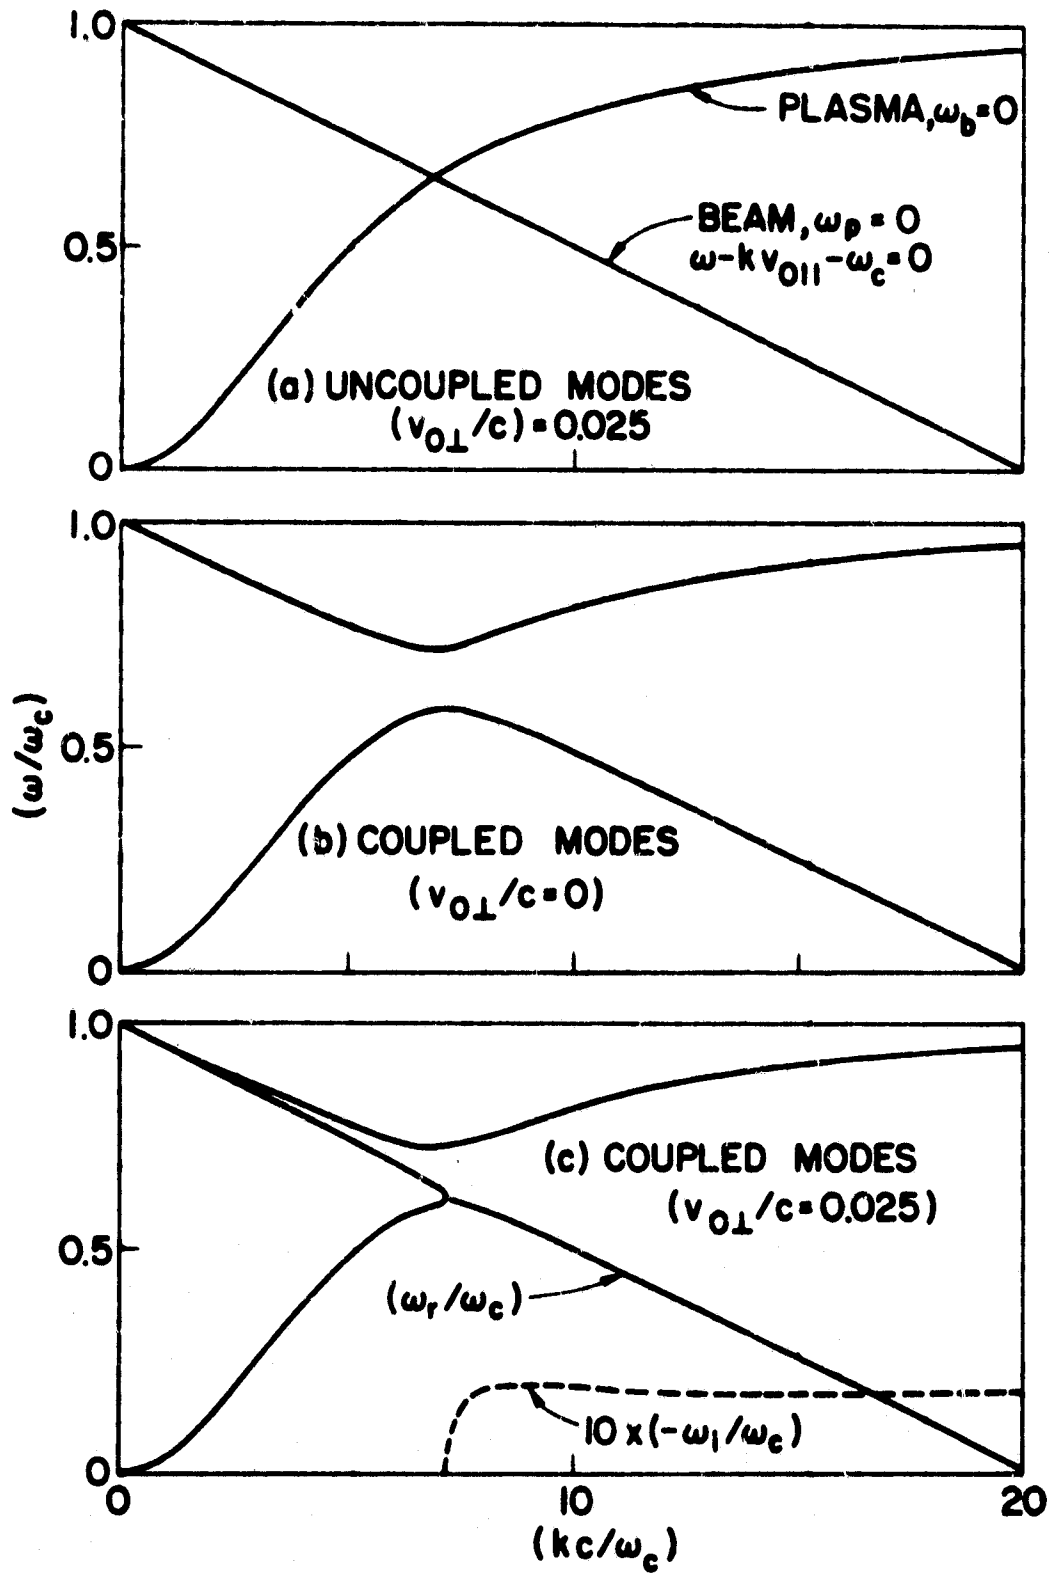 1.0
PLASMA, ω_b = 0
0.5
BEAM, ω_p = 0
ω-kv_0II-ω_c = 0
(a) UNCOUPLED MODES
(v_0⊥/c) = 0.025
0
1.0
(ω/ω_c)
0.5
(b) COUPLED MODES
(v_0⊥/c = 0)
0
1.0
(c) COUPLED MODES
(v_0⊥/c = 0.025)
0.5
(ω_r/ω_c)
10 x (-ω_i/ω_c)
0
0 10 20
(kc/ω_c)